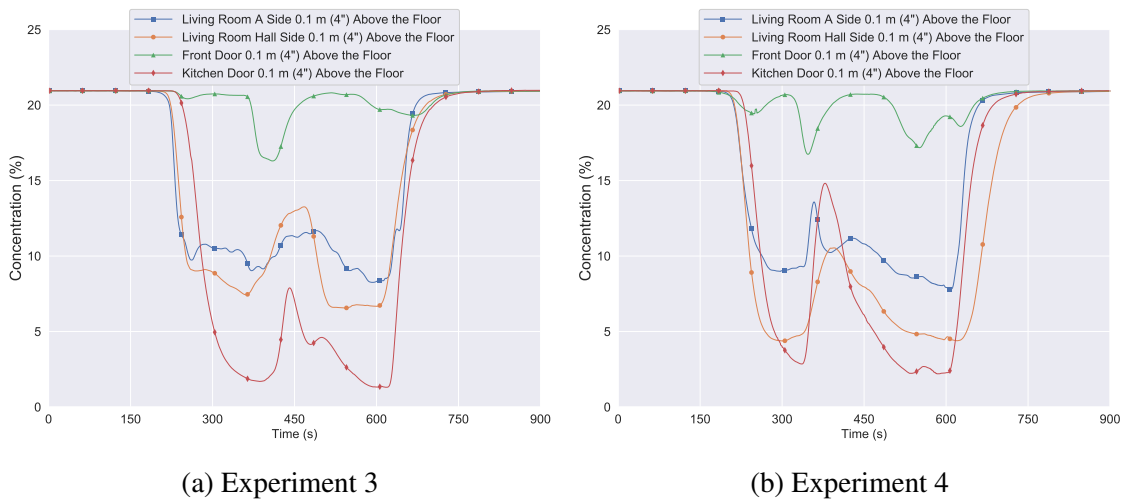 Living Room A Side 0.1 m (4") Above the Floor
Living Room Hall Side 0.1 m (4") Above the Floor
Front Door 0.1 m (4") Above the Floor
Kitchen Door 0.1 m (4") Above the Floor
25
20
15
10
5
0
Concentration (%)
0 150 300 450 600 750 900
Time (s)
(a) Experiment 3
Living Room A Side 0.1 m (4") Above the Floor
Living Room Hall Side 0.1 m (4") Above the Floor
Front Door 0.1 m (4") Above the Floor
Kitchen Door 0.1 m (4") Above the Floor
25
20
15
10
5
0
Concentration (%)
0 150 300 450 600 750 900
Time (s)
(b) Experiment 4